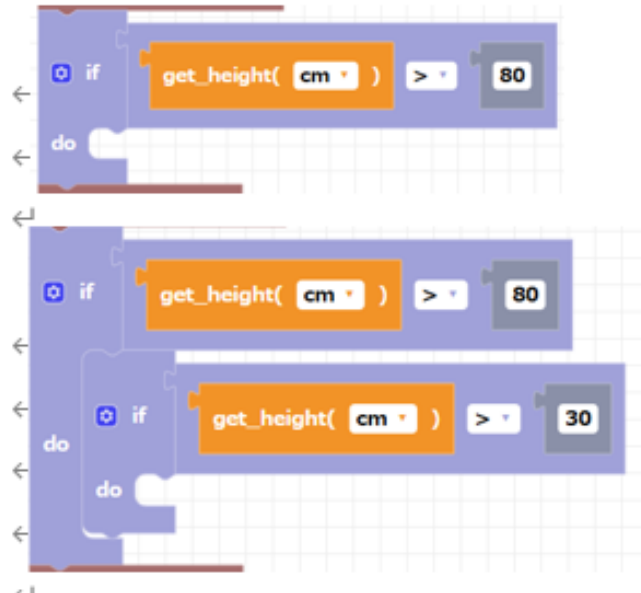 if get_height( cm ) > 80
do
if get_height( cm ) > 80
if get_height( cm ) > 30
do
do